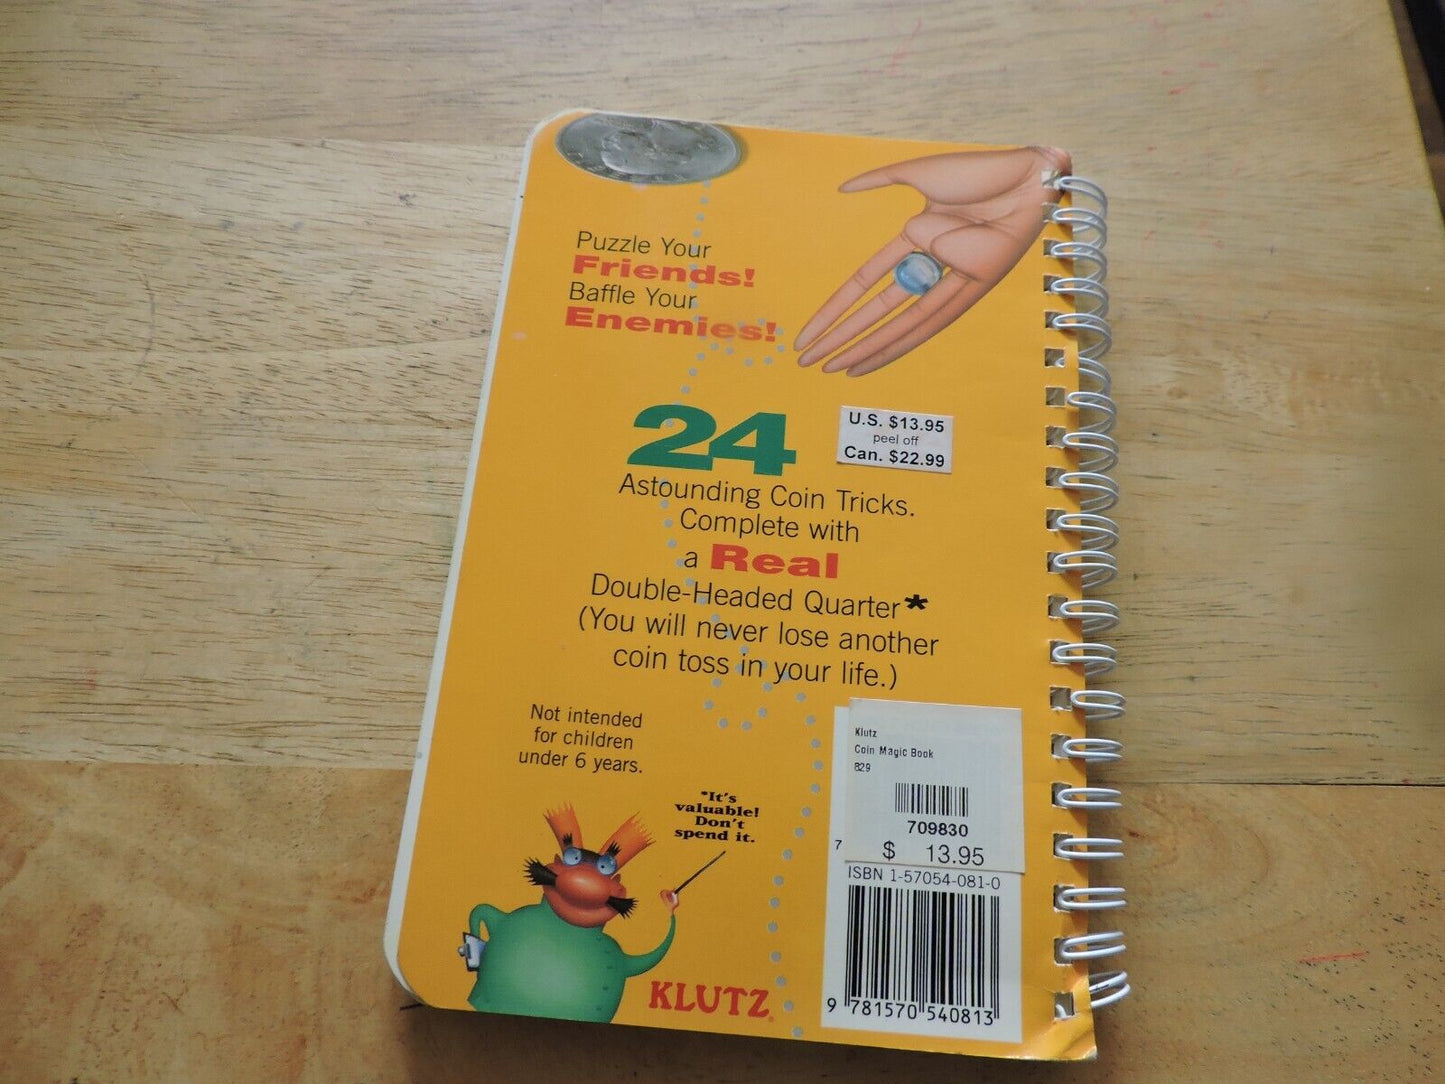 Puzzle Your
Friends!
Baffle Your
Enemies!
24
U.S. $13.95
peel off
Can. $22.99
Astounding Coin Tricks.
Complete with
a Real
Double-Headed Quarter*
(You will never lose another
coin toss in your life.)
Not intended
for children
under 6 years.
*It's
valuable!
Don't
spend it.
KLUTZ
Klutz
Coin Magic Book
829
709830
$ 13.95
7
ISBN 1-57054-081-0
9 781570 540813